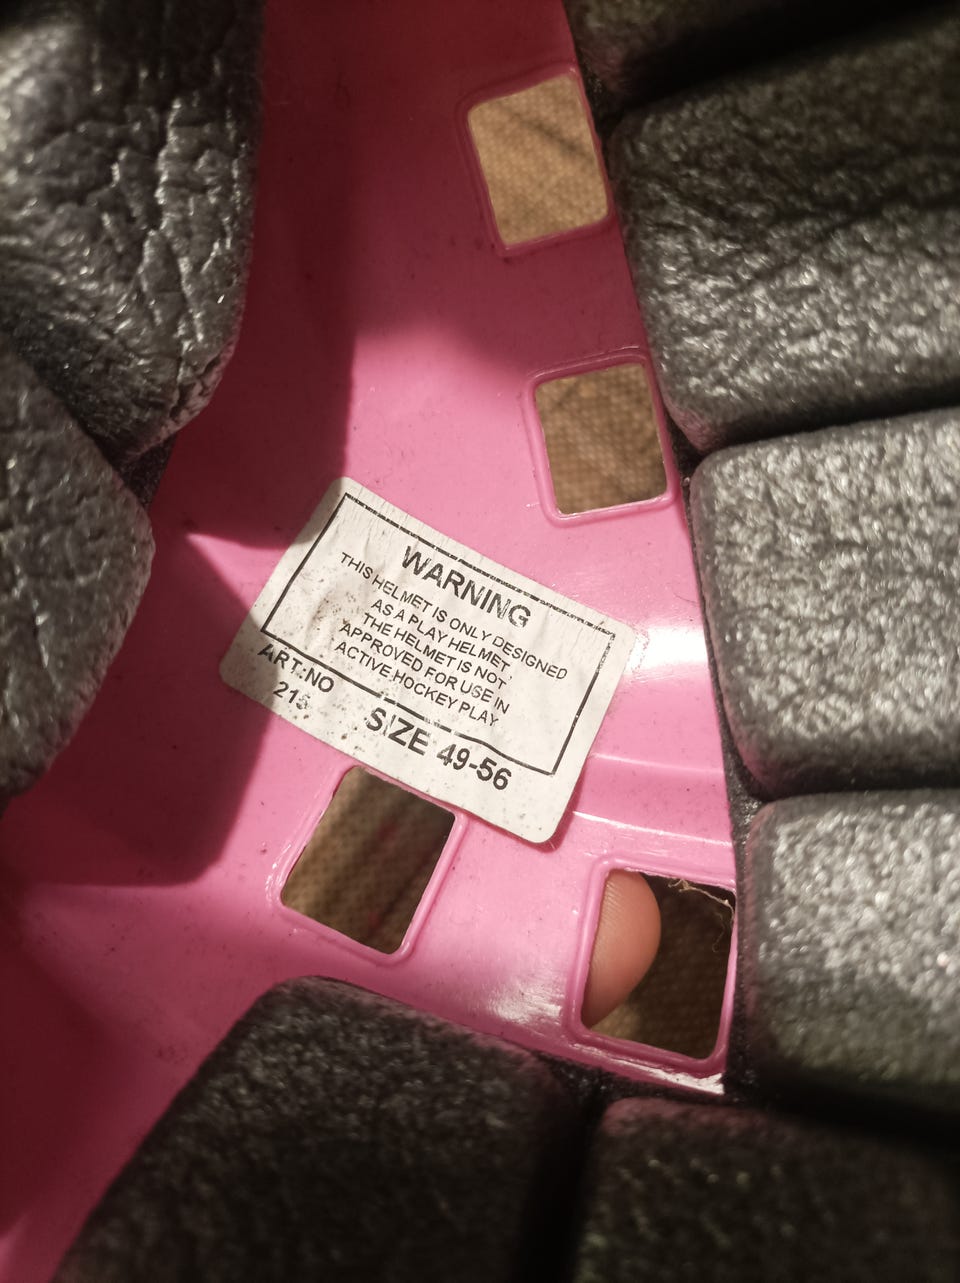 WARNING
THIS HELMET IS ONLY DESIGNED
AS A PLAY HELMET.
THE HELMET IS NOT
APPROVED FOR USE IN
ACTIVE HOCKEY PLAY
ART:NO
215
SIZE 49-56